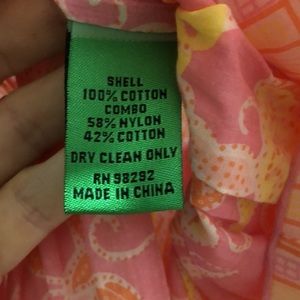 SHELL
100% COTTON
COMBO
58% NYLON
42% COTTON
DRY CLEAN ONLY
RN 98292
MADE IN CHINA